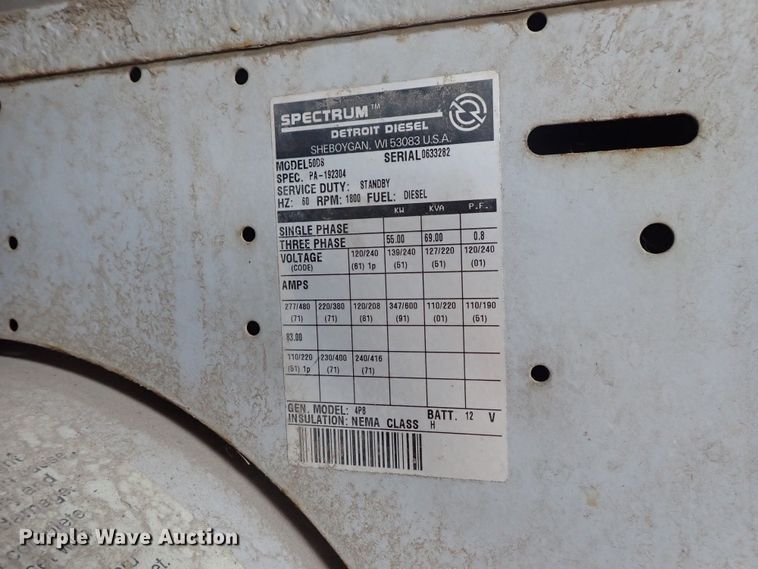 SPECTRUM™
DETROIT DIESEL
SHEBOYGAN, WI 53083 U.S.A.
MODEL 50DS SERIAL 0633282
SPEC. PA-192304
SERVICE DUTY: STANDBY
HZ: 60 RPM: 1800 FUEL: DIESEL
KW KVA P.F.
SINGLE PHASE
THREE PHASE 55.00 69.00 0.8
VOLTAGE 120/240 139/240 127/220 120/240
(CODE) (61) 1p (51) (51) (01)
AMPS
277/480 220/380 120/208 347/600 110/220 110/190
(71) (71) (81) (91) (01) (51)
83.00
110/220 230/400 240/416
(51) 1p (71) (71)
GEN. MODEL: 4P8 BATT. 12 V
INSULATION: NEMA CLASS H
Purple Wave Auction